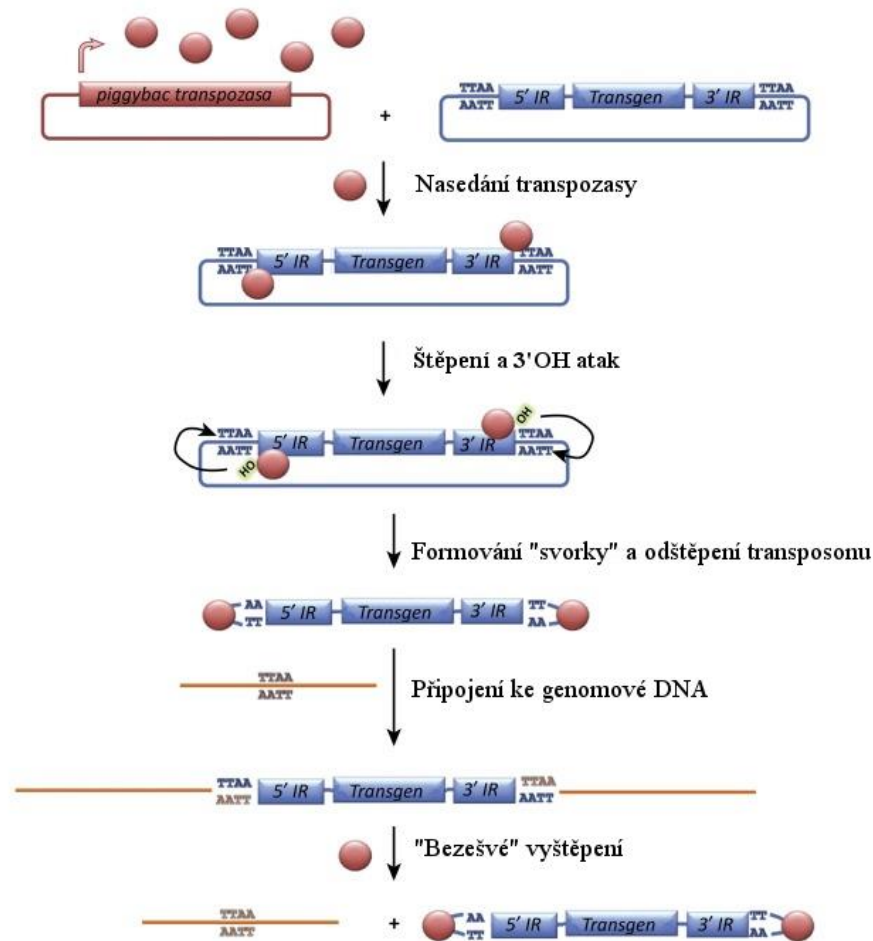 piggybac transpozasa
+
TTAA 5' IR Transgen 3' IR TTAA
AATT AATT
Nasedání transpozasy
TTAA 5' IR Transgen 3' IR TTAA
AATT AATT
Štěpení a 3'OH atak
OH
TTAA 5' IR Transgen 3' IR TTAA
AATT AATT
HO
Formování "svorky" a odštěpení transposonu
AA 5' IR Transgen 3' IR TT
TT AA
TTAA
AATT
Připojení ke genomové DNA
TTAA 5' IR Transgen 3' IR TTAA
AATT AATT
"Bezešvé" vyštěpení
TTAA
AATT
+
AA 5' IR Transgen 3' IR TT
TT AA